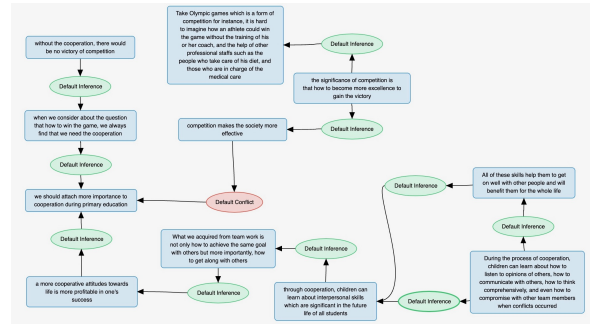 without the cooperation, there would
be no victory of competition
Default Inference
when we consider about the question
that how to win the game, we always
find that we need the cooperation
Default Inference
we should attach more importance to
cooperation during primary education
Default Inference
a more cooperative attitudes towards
life is more profitable in one's
success
Take Olympic games which is a form of
competition for instance, it is hard
to imagine how an athlete could win
the game without the training of his
or her coach, and the help of other
professional staffs such as the
people who take care of his diet, and
those who are in charge of the
medical care
Default Inference
the significance of competition is
that how to become more excellence to
gain the victory
Default Inference
competition makes the society more
effective
Default Conflict
What we acquired from team work is
not only how to achieve the same goal
with others but more importantly, how
to get along with others
Default Inference
Default Inference
through cooperation, children can
learn about interpersonal skills
which are significant in the future
life of all students
Default Inference
All of these skills help them to get
on well with other people and will
benefit them for the whole life
Default Inference
Default Inference
During the process of cooperation,
children can learn about how to
listen to opinions of others, how to
communicate with others, how to think
comprehensively, and even how to
compromise with other team members
when conflicts occurred